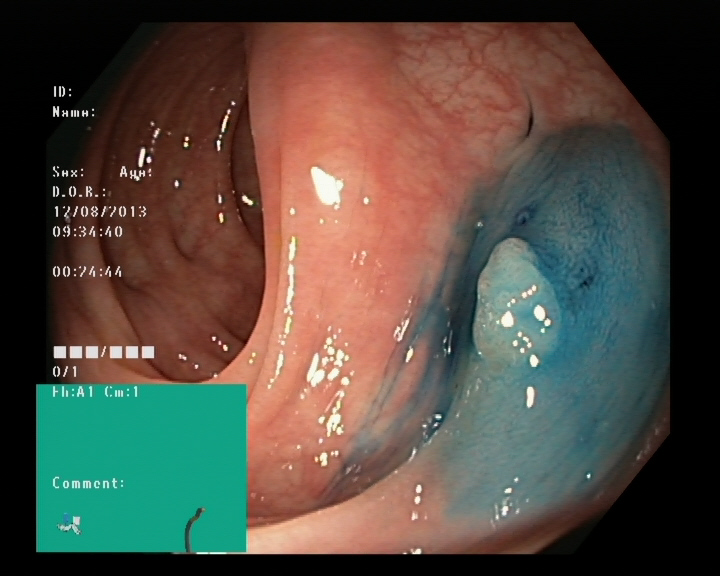 ID:
Name:
Sex: Age:
D.O.R.:
12/08/2013
09:34:40
00:24:44
■■■/■■■
0/1
Eh:A1 Cm:1
Comment: